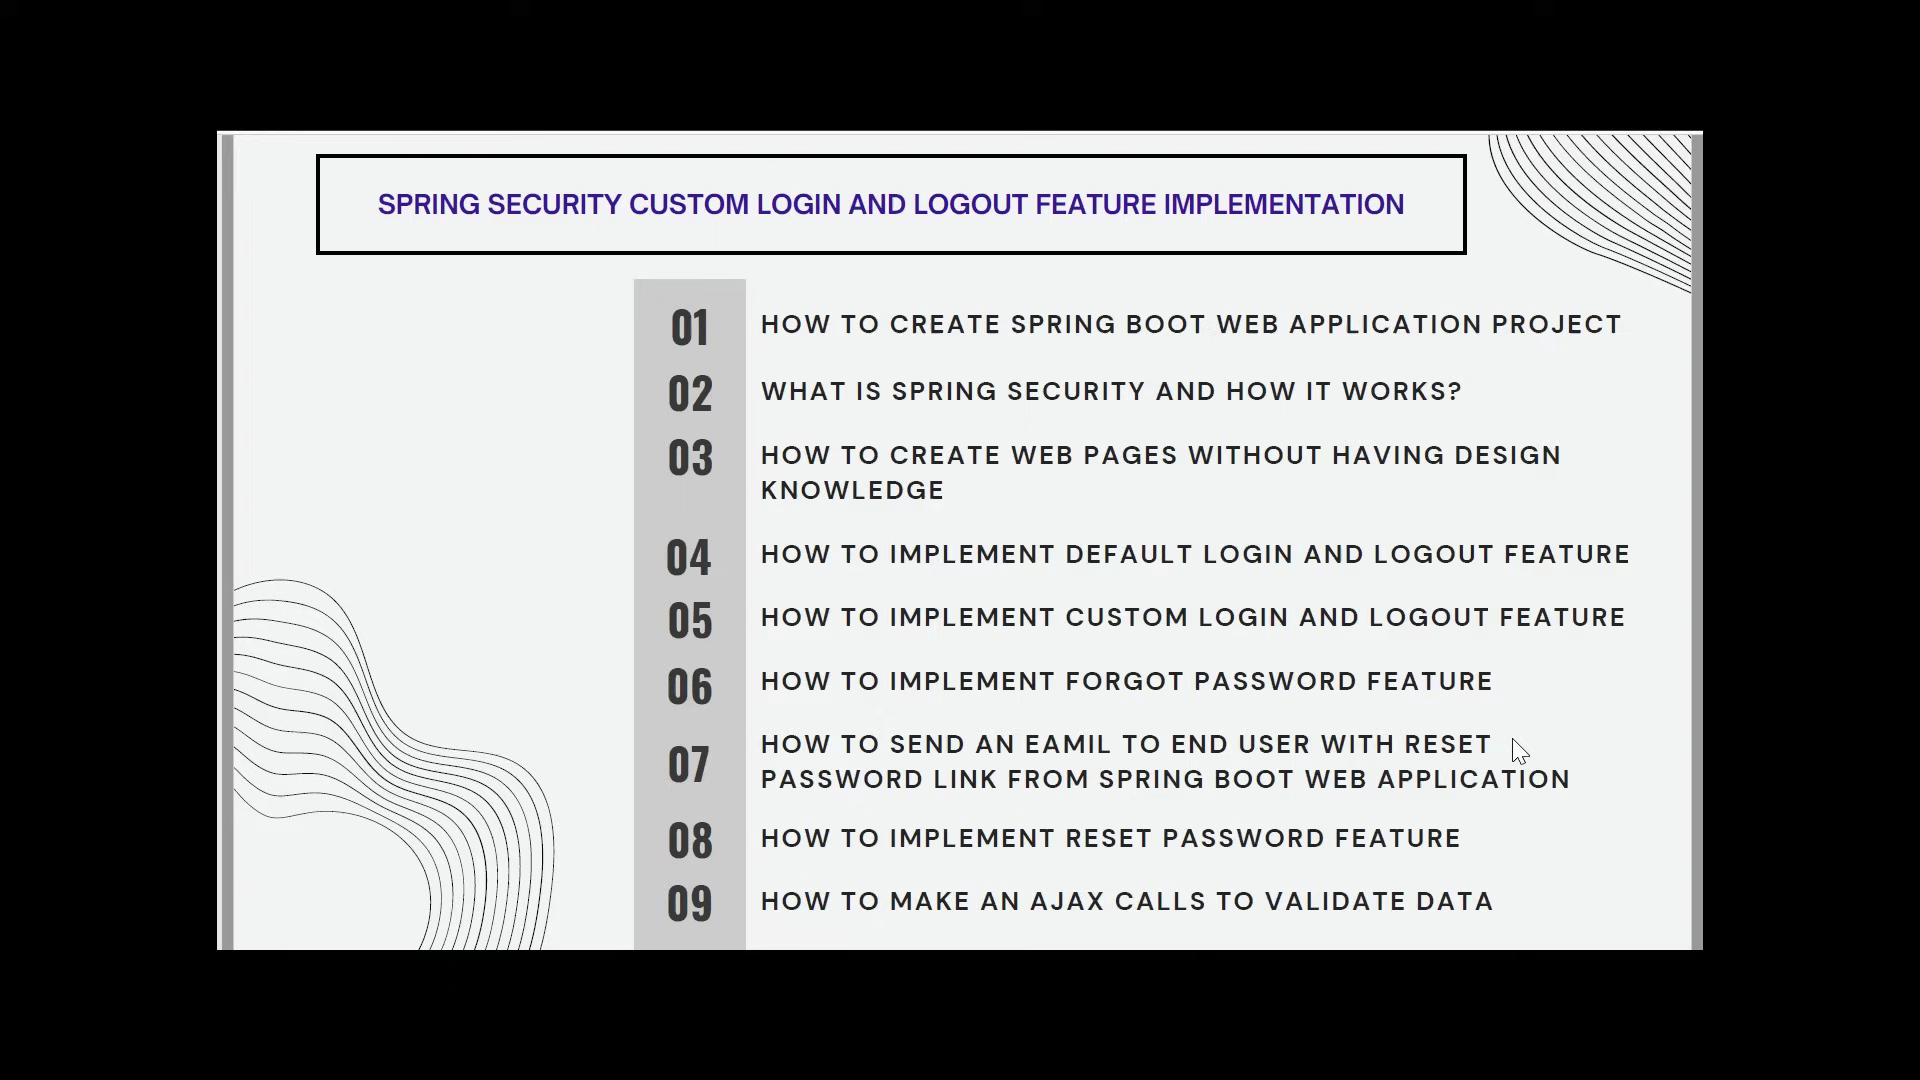 SPRING SECURITY CUSTOM LOGIN AND LOGOUT FEATURE IMPLEMENTATION
01 HOW TO CREATE SPRING BOOT WEB APPLICATION PROJECT
02 WHAT IS SPRING SECURITY AND HOW IT WORKS?
03 HOW TO CREATE WEB PAGES WITHOUT HAVING DESIGN
KNOWLEDGE
04 HOW TO IMPLEMENT DEFAULT LOGIN AND LOGOUT FEATURE
05 HOW TO IMPLEMENT CUSTOM LOGIN AND LOGOUT FEATURE
06 HOW TO IMPLEMENT FORGOT PASSWORD FEATURE
07 HOW TO SEND AN EAMIL TO END USER WITH RESET
PASSWORD LINK FROM SPRING BOOT WEB APPLICATION
08 HOW TO IMPLEMENT RESET PASSWORD FEATURE
09 HOW TO MAKE AN AJAX CALLS TO VALIDATE DATA